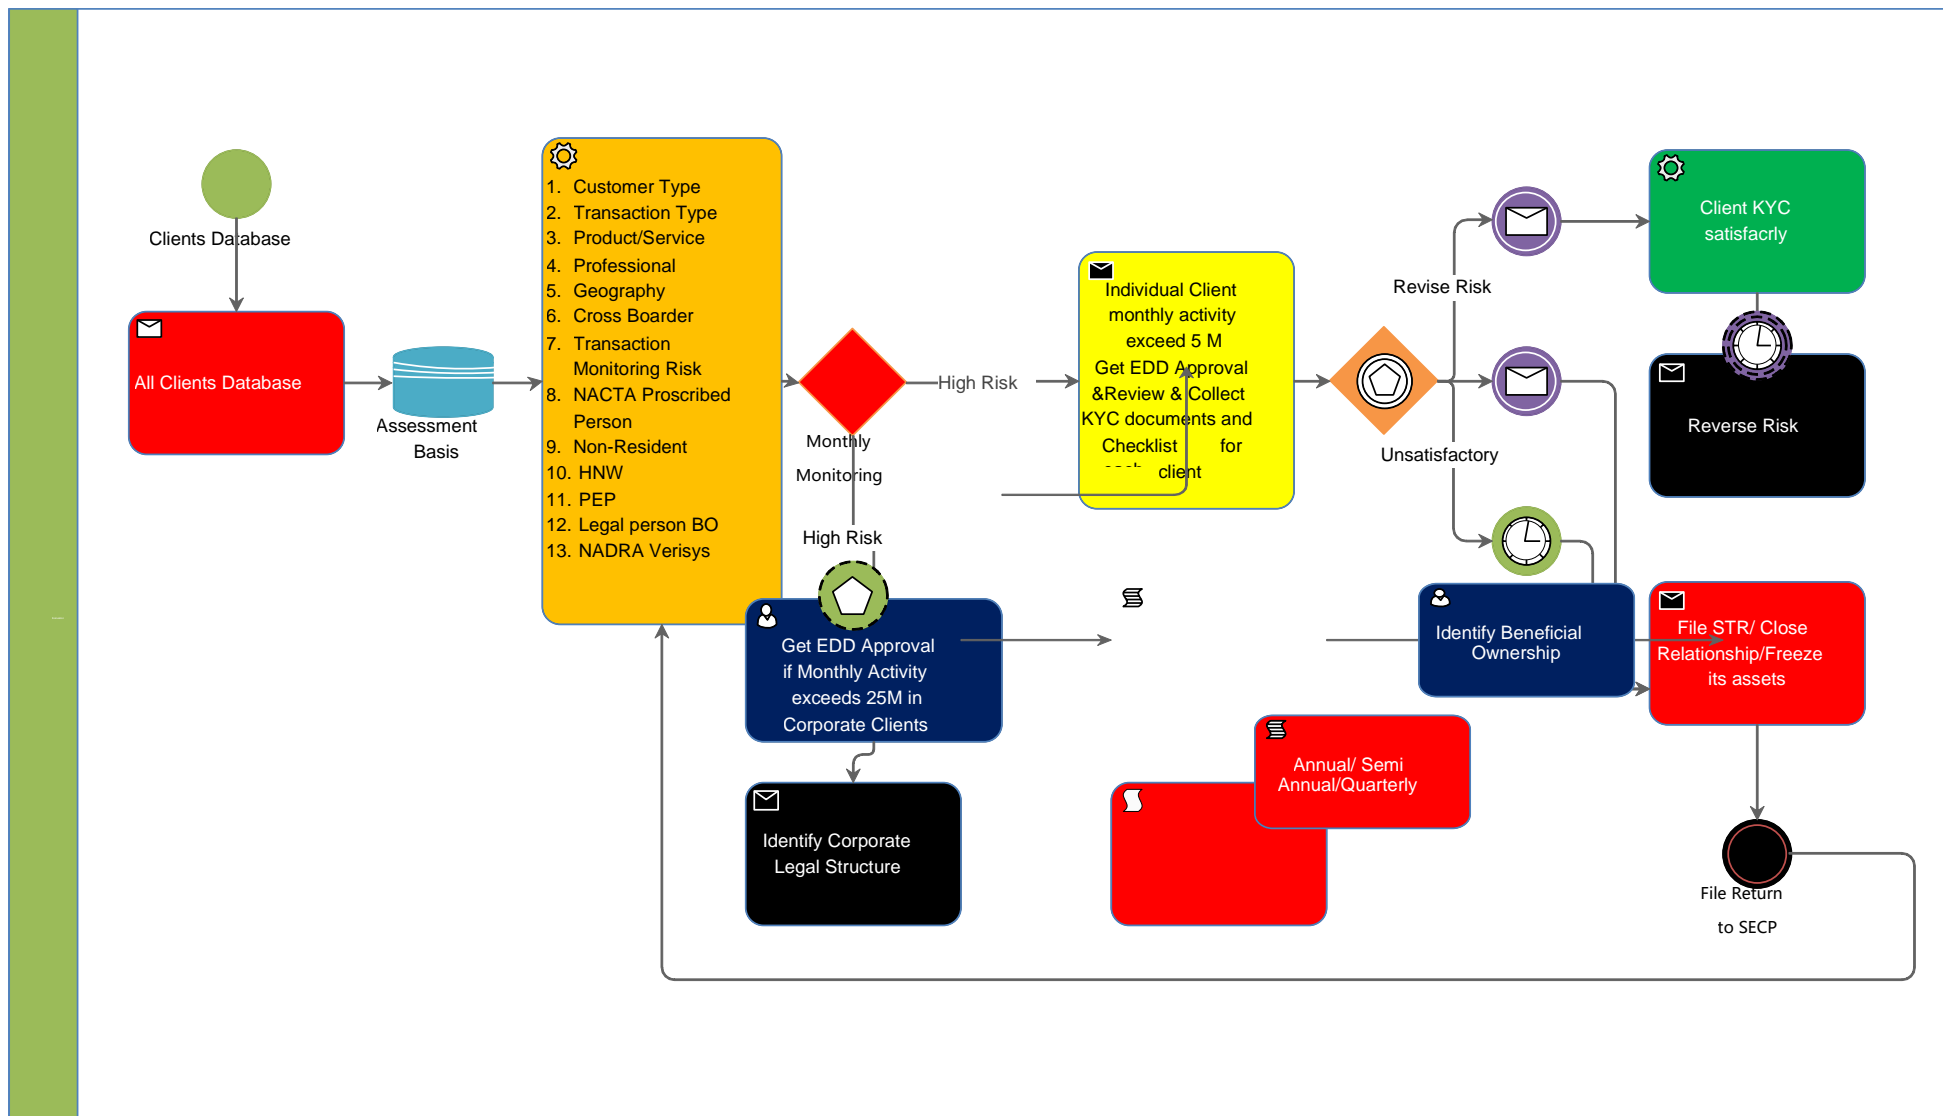 Clients Database
All Clients Database
Assessment
Basis
1. Customer Type
2. Transaction Type
3. Product/Service
4. Professional
5. Geography
6. Cross Boarder
7. Transaction
Monitoring Risk
8. NACTA Proscribed
Person
9. Non-Resident
10. HNW
11. PEP
12. Legal person BO
13. NADRA Verisys
High Risk
Monthly
Monitoring
High Risk
Get EDD Approval
if Monthly Activity
exceeds 25M in
Corporate Clients
Identify Corporate
Legal Structure
Individual Client
monthly activity
exceed 5 M
Get EDD Approval
&Review & Collect
KYC documents and
Checklist for
client
Revise Risk
Unsatisfactory
Client KYC
satisfacrly
Reverse Risk
Identify Beneficial
Ownership
File STR/ Close
Relationship/Freeze
its assets
Annual/ Semi
Annual/Quarterly
File Return
to SECP